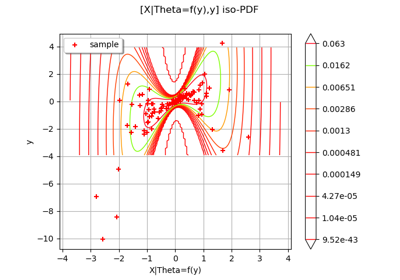 [X|Theta=f(y),y] iso-PDF
sample
4
2
0
−2
−4
−6
−8
−10
y
−4 −3 −2 −1 0 1 2 3 4
X|Theta=f(y)
0.063
0.0162
0.00651
0.00286
0.0013
0.000481
0.000149
4.27e-05
1.04e-05
9.52e-43